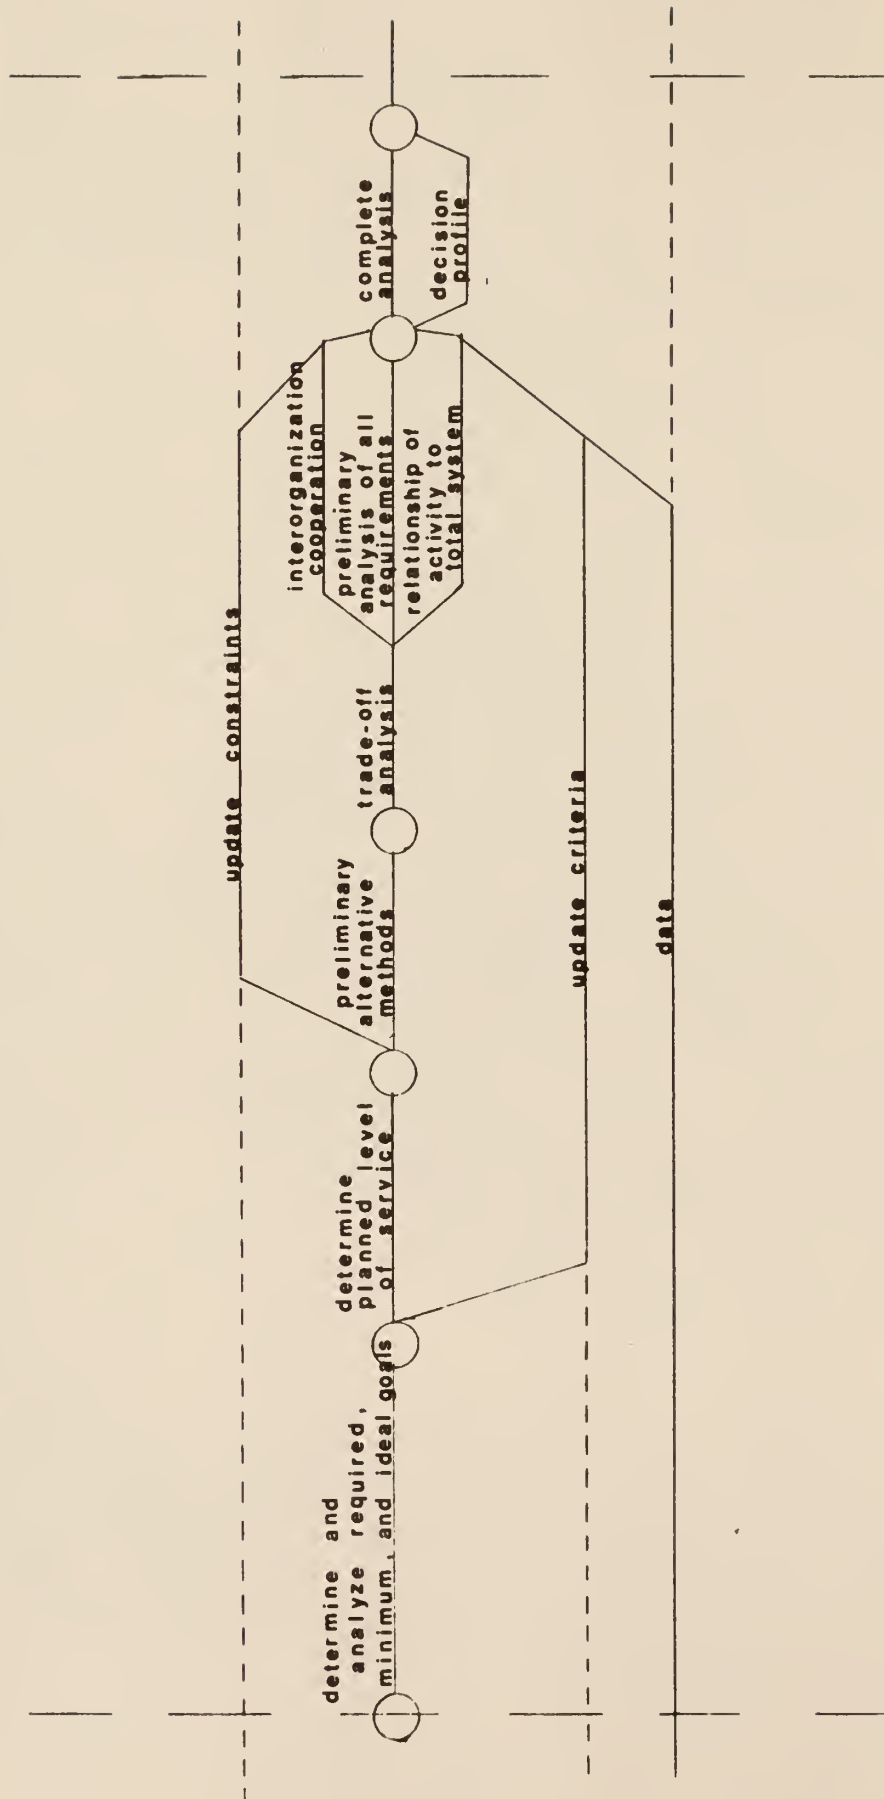 determine and
analyze required,
minimum, and ideal goals
determine
planned level
of service
preliminary
alternative
methods
trade-off
analysis
interorganization
cooperation
preliminary
analysis of all
requirements
relationship of
activity to
total system
complete
analysis
decision
profile
update constraints
update criteria
data